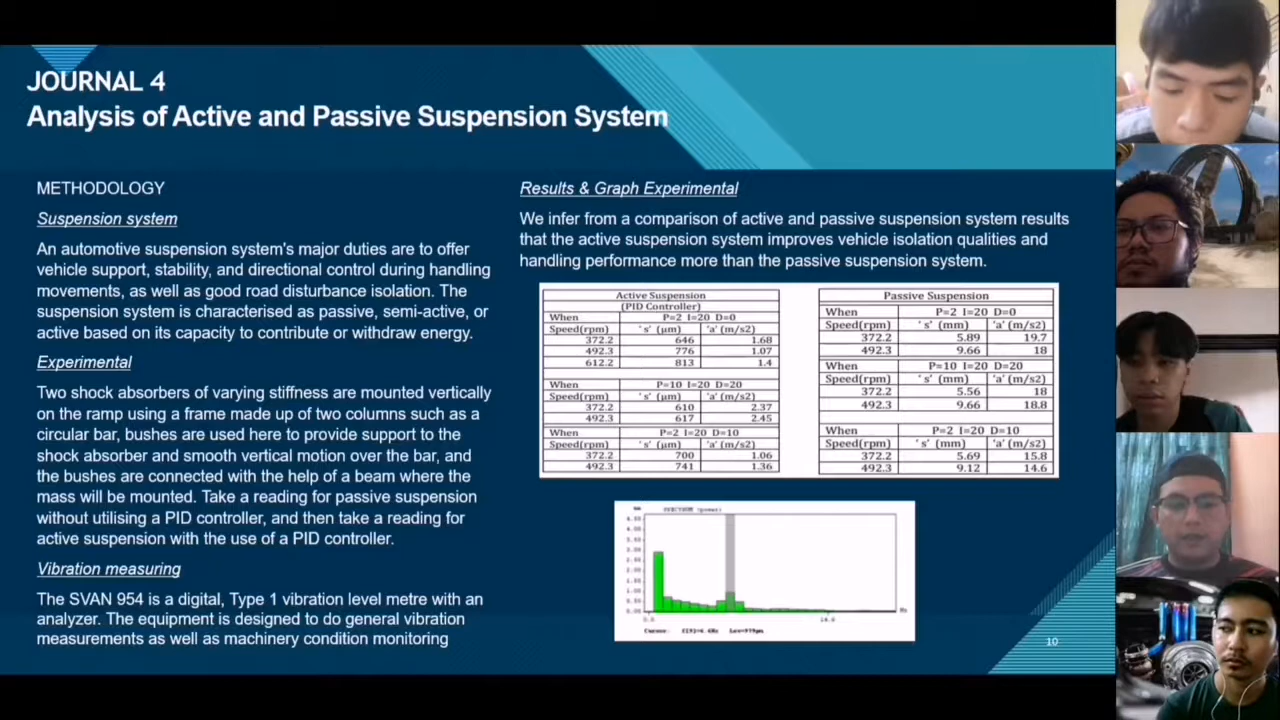 JOURNAL 4
Analysis of Active and Passive Suspension System
METHODOLOGY
Suspension system
An automotive suspension system's major duties are to offer
vehicle support, stability, and directional control during handling
movements, as well as good road disturbance isolation. The
suspension system is characterised as passive, semi-active, or
active based on its capacity to contribute or withdraw energy.
Experimental
Two shock absorbers of varying stiffness are mounted vertically
on the ramp using a frame made up of two columns such as a
circular bar, bushes are used here to provide support to the
shock absorber and smooth vertical motion over the bar, and
the bushes are connected with the help of a beam where the
mass will be mounted. Take a reading for passive suspension
without utilising a PID controller, and then take a reading for
active suspension with the use of a PID controller.
Vibration measuring
The SVAN 954 is a digital, Type 1 vibration level metre with an
analyzer. The equipment is designed to do general vibration
measurements as well as machinery condition monitoring
Results & Graph Experimental
We infer from a comparison of active and passive suspension system results
that the active suspension system improves vehicle isolation qualities and
handling performance more than the passive suspension system.
Active Suspension
(PID Controller)
When P=2 I=20 D=0
Speed(rpm) 's' (μm) 'a' (m/s2)
372.2 646 1.68
492.3 776 1.07
612.2 813 1.4
When P=10 I=20 D=20
Speed(rpm) 's' (μm) 'a' (m/s2)
372.2 610 2.37
492.3 617 2.45
When P=2 I=20 D=10
Speed(rpm) 's' (μm) 'a' (m/s2)
372.2 700 1.06
492.3 741 1.36
Passive Suspension
When P=2 I=20 D=0
Speed(rpm) 's' (mm) 'a' (m/s2)
372.2 5.89 19.7
492.3 9.66 18
When P=10 I=20 D=20
Speed(rpm) 's' (mm) 'a' (m/s2)
372.2 5.56 18
492.3 9.66 18.8
When P=2 I=20 D=10
Speed(rpm) 's' (mm) 'a' (m/s2)
372.2 5.69 15.8
492.3 9.12 14.6
SPECTRUM (power)
10